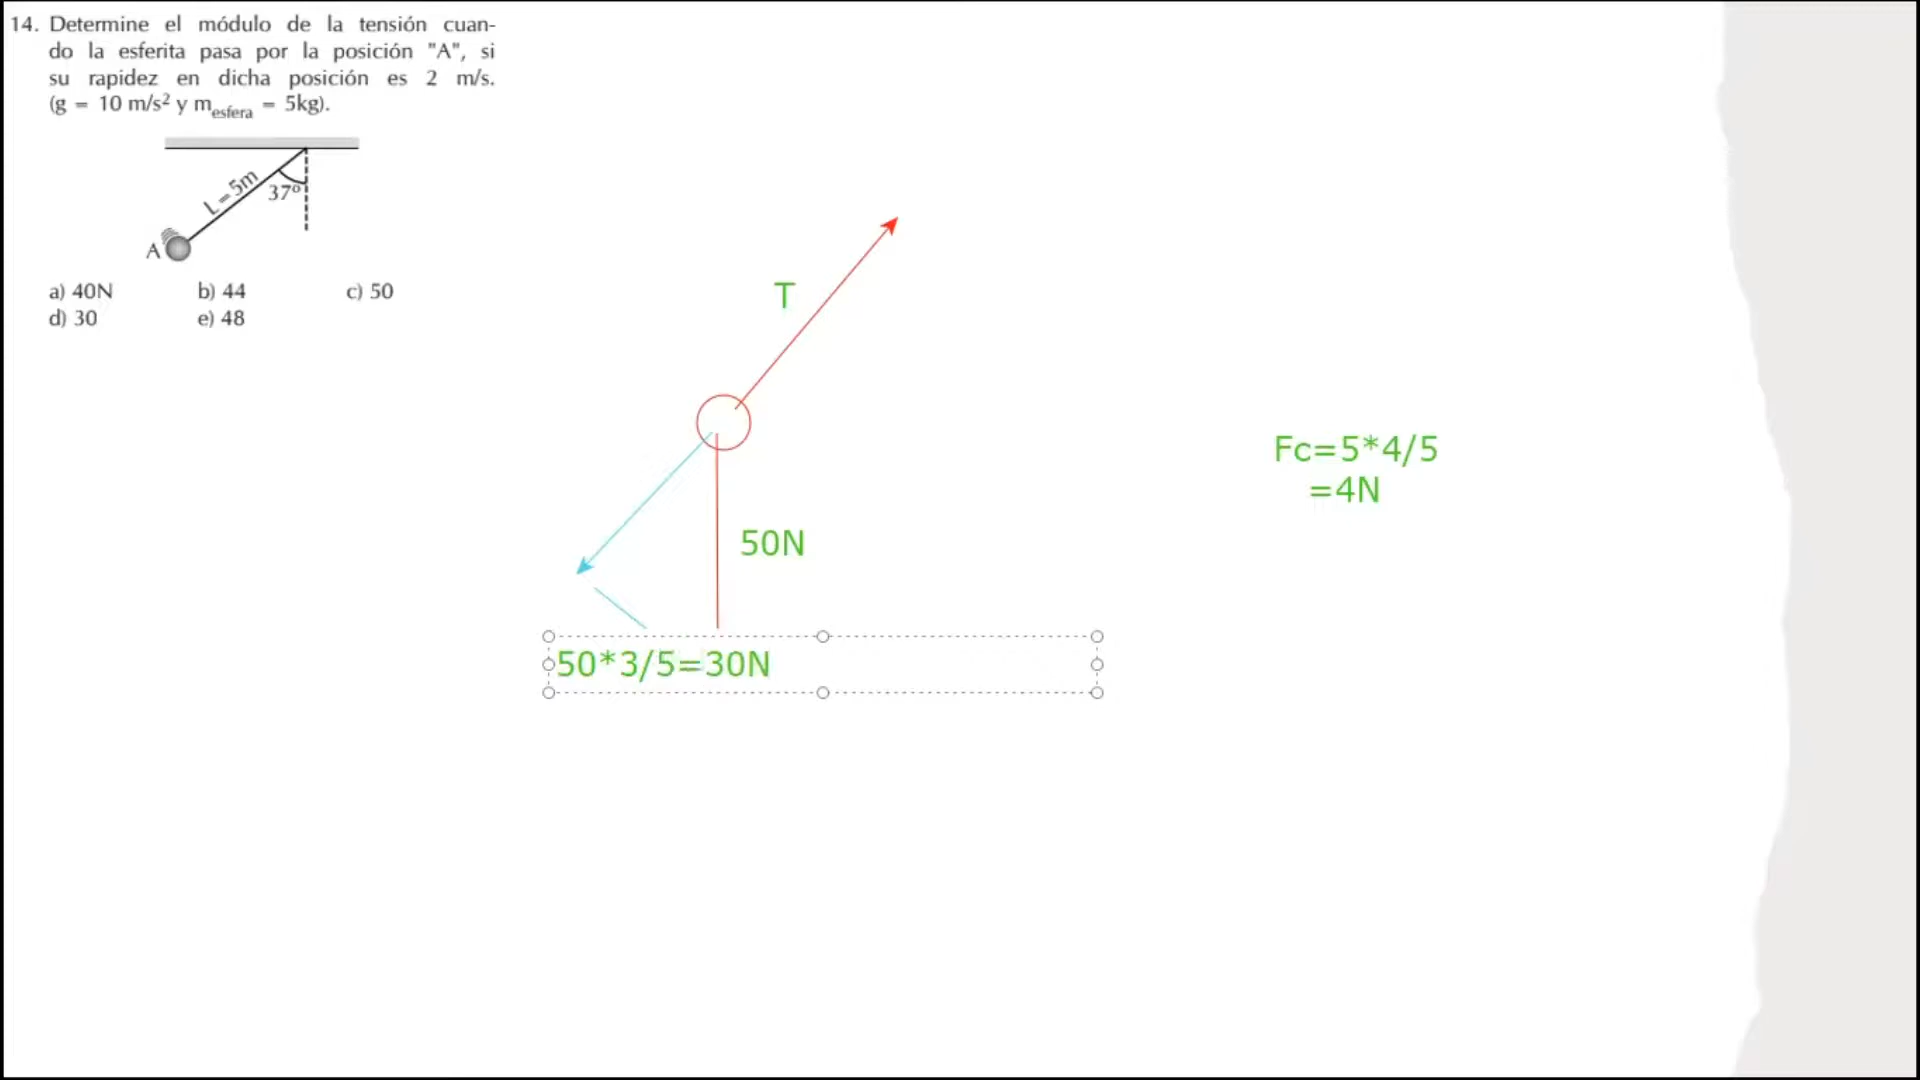 14. Determine el módulo de la tensión cuan-
do la esferita pasa por la posición "A", si
su rapidez en dicha posición es 2 m/s.
(g = 10 m/s² y m_esfera = 5kg).
L = 5m
37°
A
a) 40N b) 44 c) 50
d) 30 e) 48
T
50N
50*3/5=30N
Fc=5*4/5
=4N